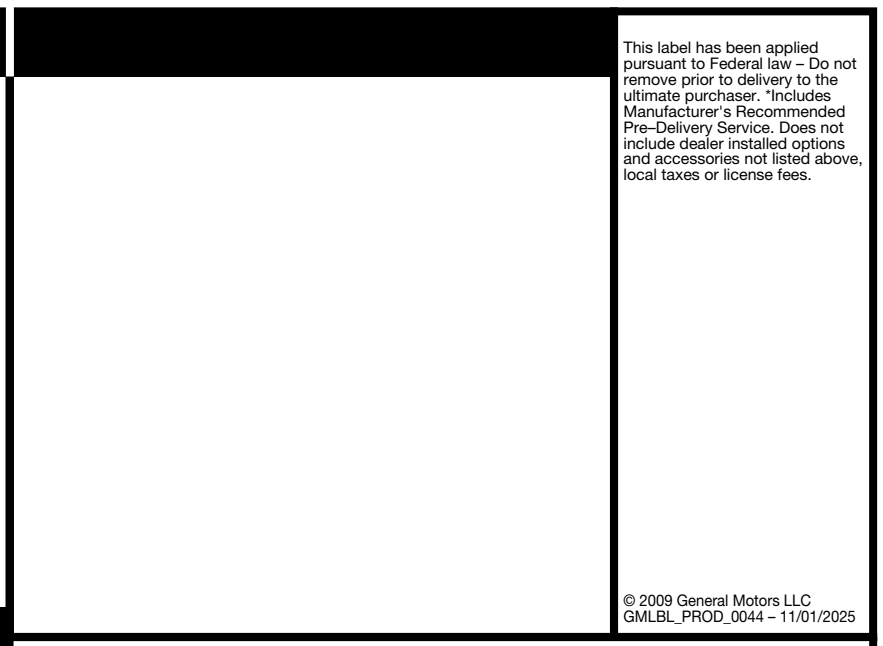 This label has been applied
pursuant to Federal law – Do not
remove prior to delivery to the
ultimate purchaser. *Includes
Manufacturer's Recommended
Pre–Delivery Service. Does not
include dealer installed options
and accessories not listed above,
local taxes or license fees.
© 2009 General Motors LLC
GMLBL_PROD_0044 – 11/01/2025